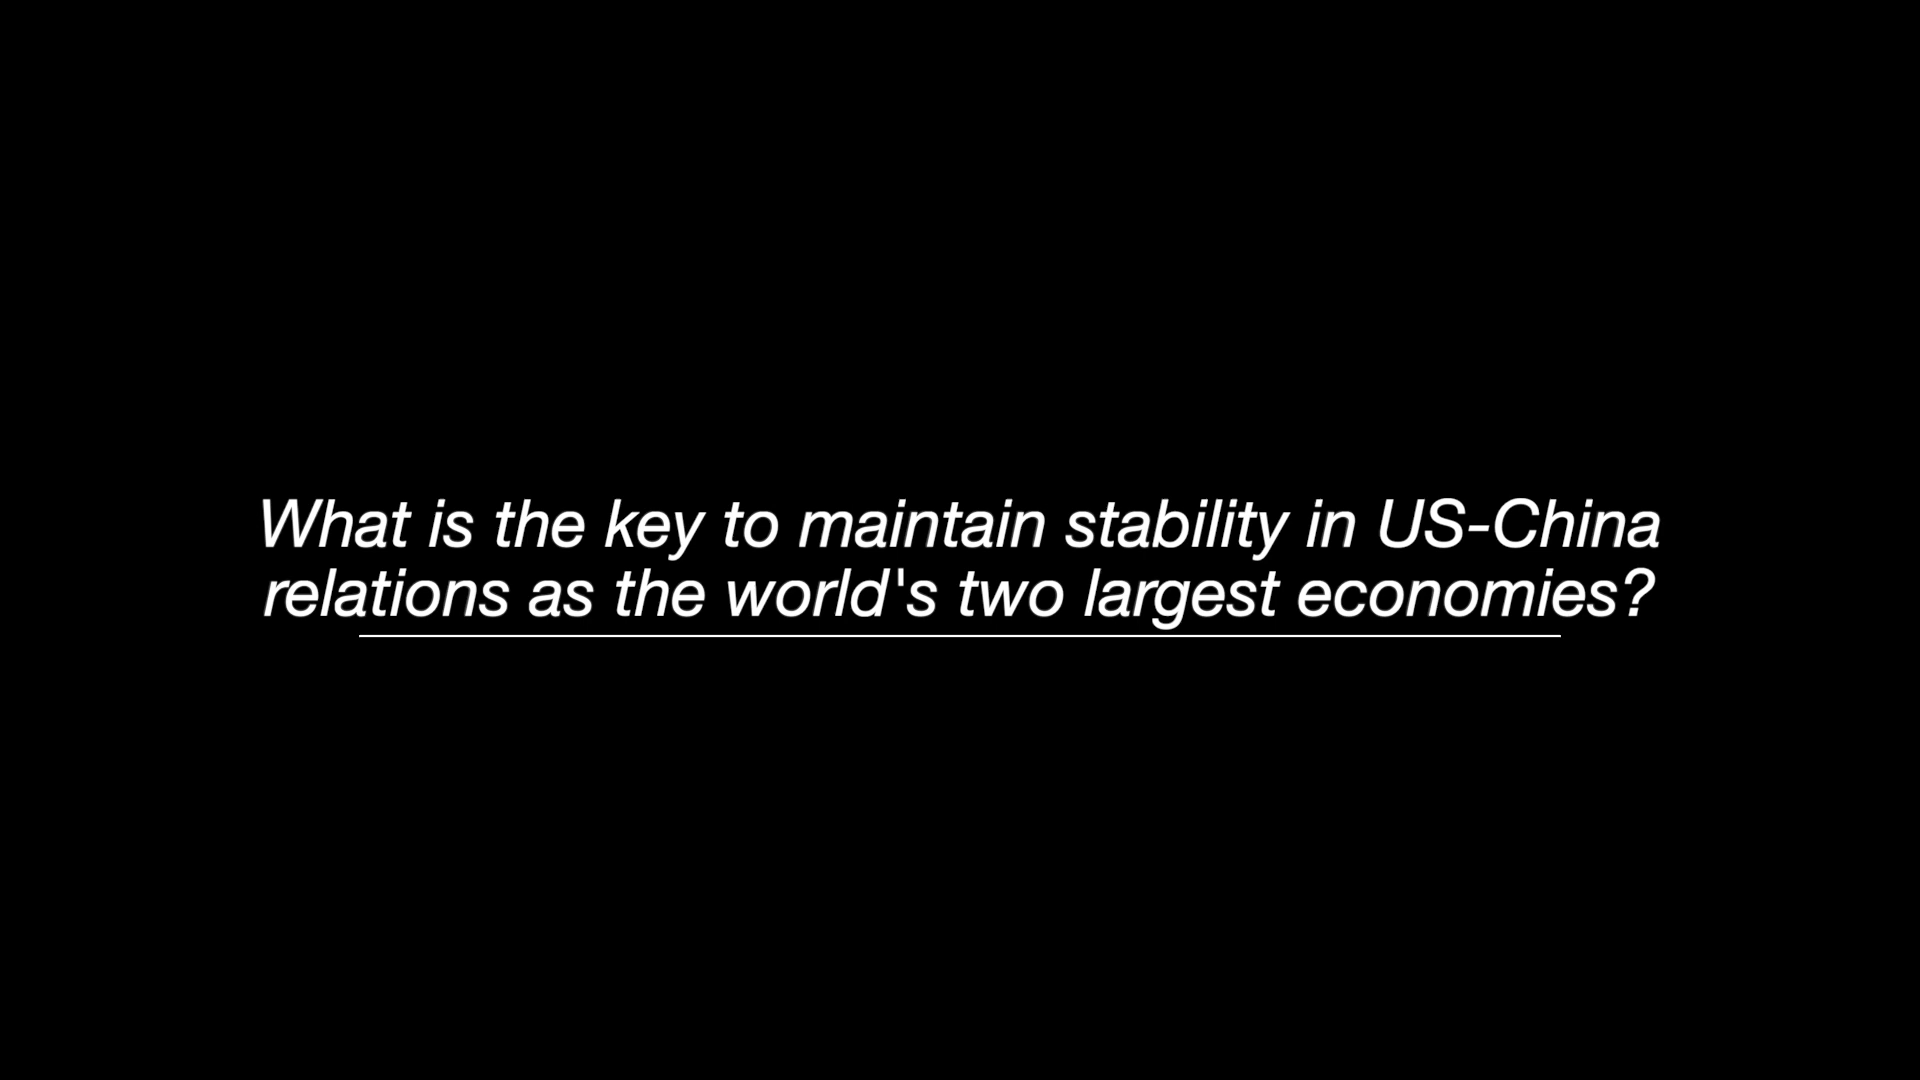 What is the key to maintain stability in US-China
relations as the world's two largest economies?